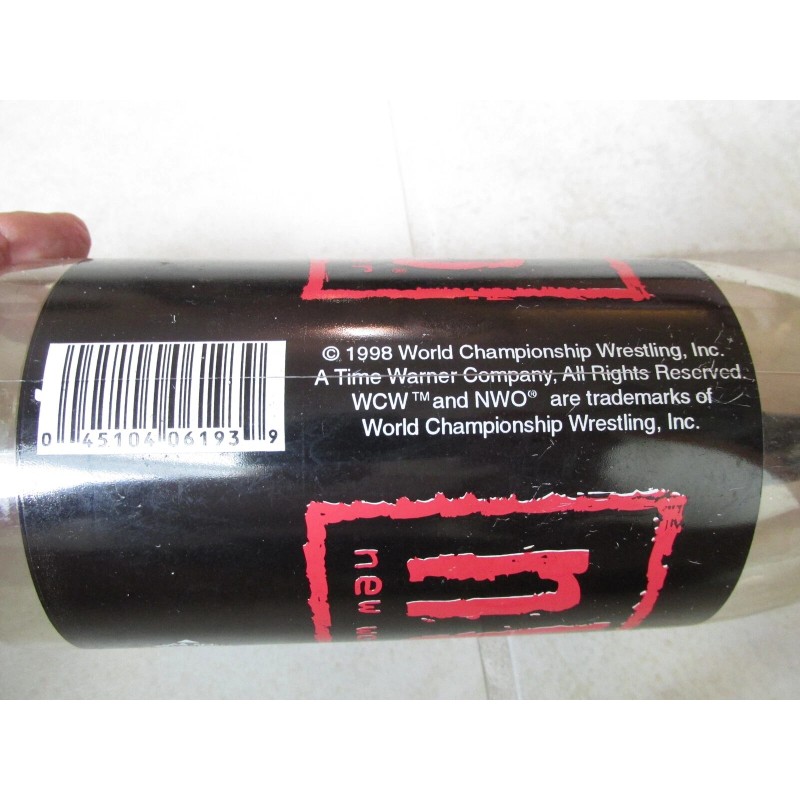 r ®
© 1998 World Championship Wrestling, Inc.
A Time Warner Company, All Rights Reserved.
WCW™ and NWO® are trademarks of
World Championship Wrestling, Inc.
0 45104 06193 9
n
new